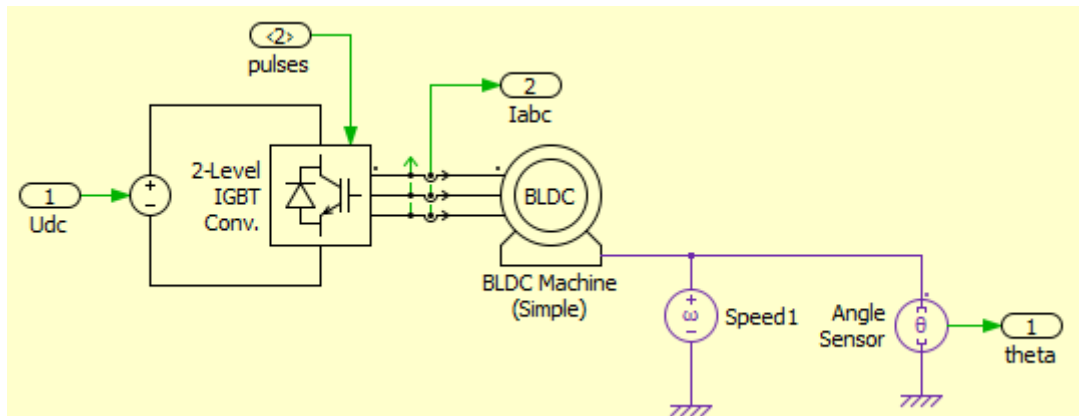 <2>
pulses
2
Iabc
2-Level
IGBT
Conv.
+
−
1
Udc
BLDC
BLDC Machine
(Simple)
+
ω
−
Speed1
Angle
Sensor
θ
1
theta